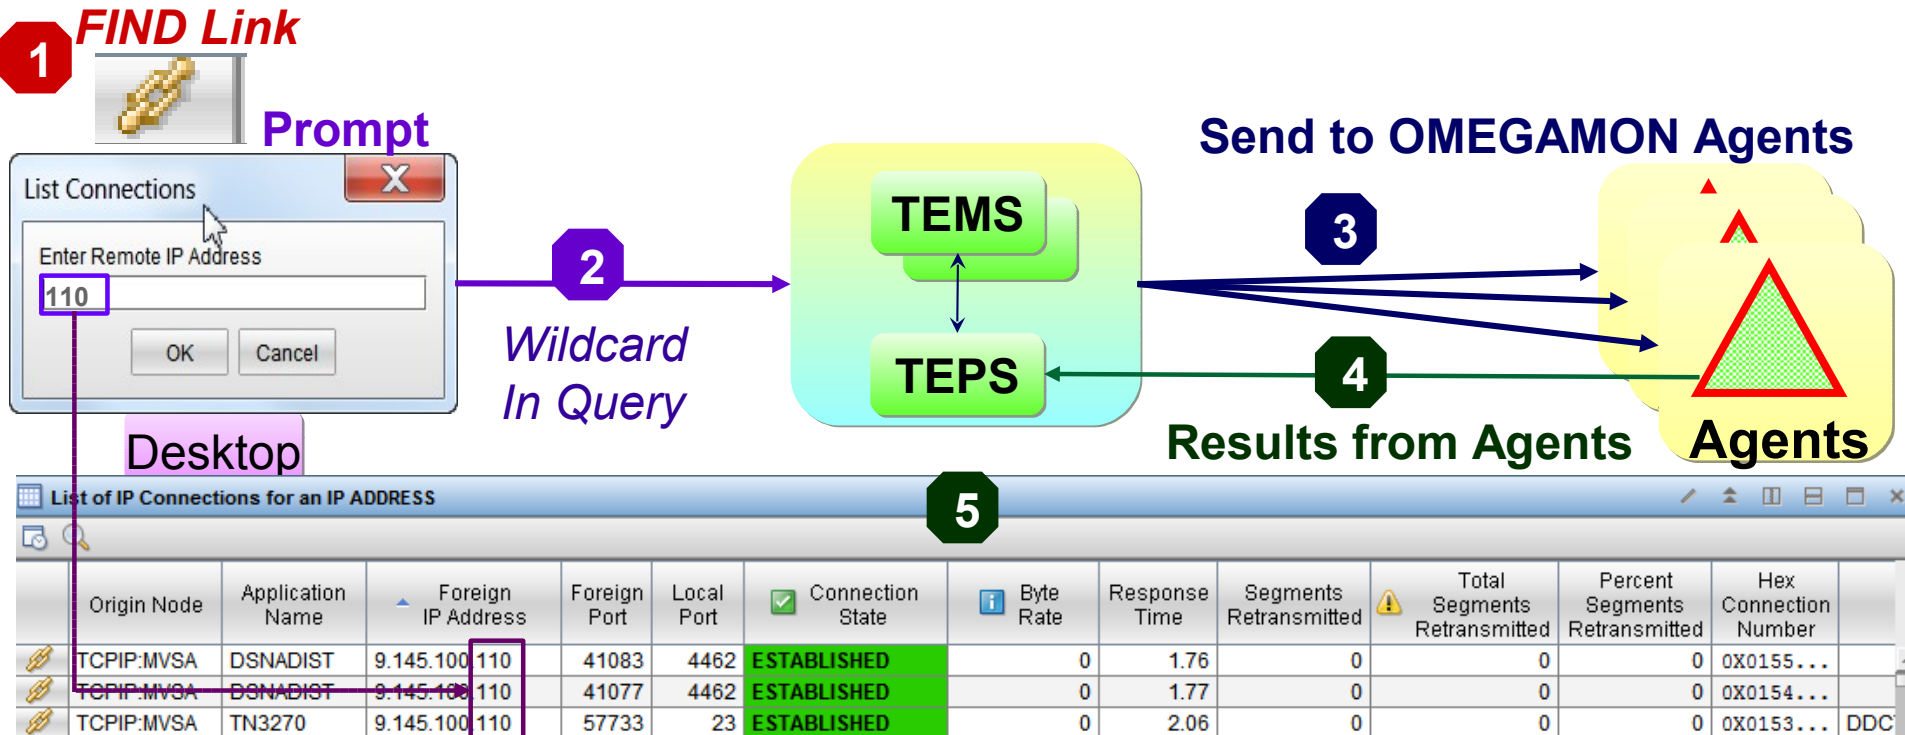 1
FIND Link
Prompt
List Connections
X
Enter Remote IP Address
110
OK
Cancel
Desktop
2
Wildcard
In Query
TEMS
TEPS
Send to OMEGAMON Agents
3
4
Results from Agents
Agents
5
List of IP Connections for an IP ADDRESS
Origin Node Application Name Foreign IP Address Foreign Port Local Port Connection State Byte Rate Response Time Segments Retransmitted Total Segments Retransmitted Percent Segments Retransmitted Hex Connection Number
TCPIP:MVSA DSNADIST 9.145.100.110 41083 4462 ESTABLISHED 0 1.76 0 0 0 0X0155...
TCPIP:MVSA DSNADIST 9.145.100.110 41077 4462 ESTABLISHED 0 1.77 0 0 0 0X0154...
TCPIP:MVSA TN3270 9.145.100.110 57733 23 ESTABLISHED 0 2.06 0 0 0 0X0153...